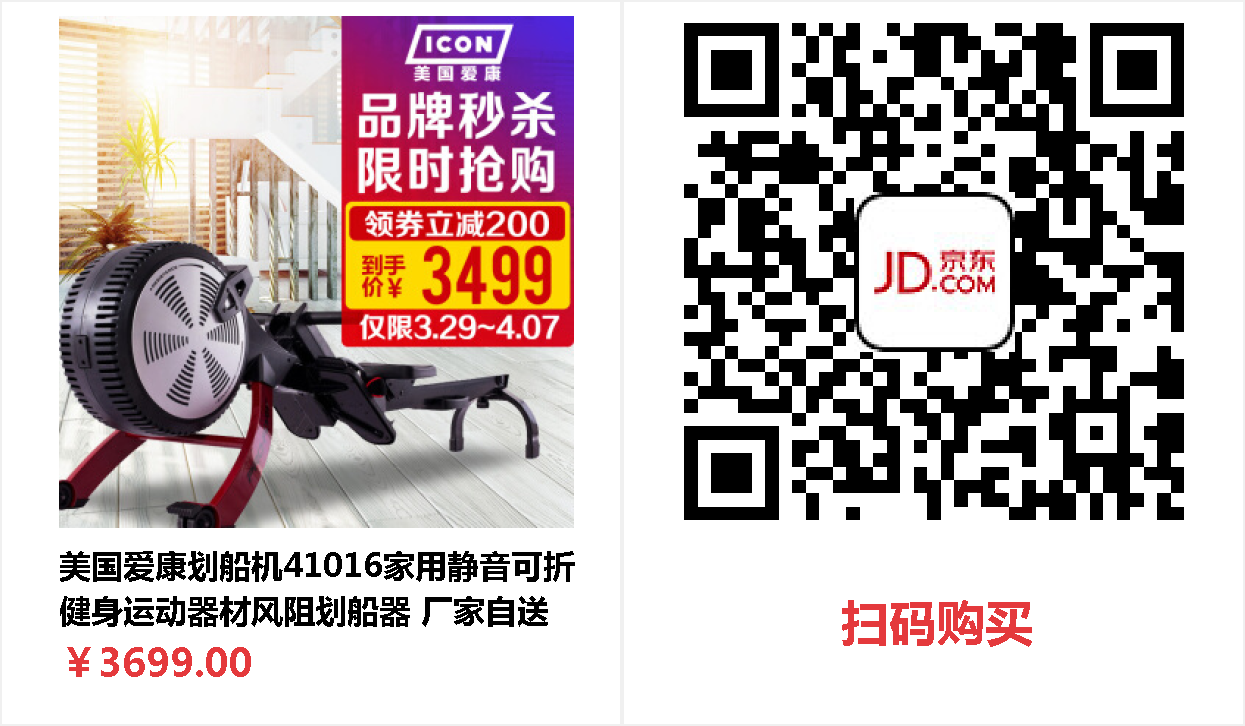 ICON
美国爱康
品牌秒杀
限时抢购
领券立减200
到手
价¥
3499
仅限3.29~4.07
美国爱康划船机41016家用静音可折
健身运动器材风阻划船器 厂家自送
¥3699.00
JD.COM
京东
扫码购买